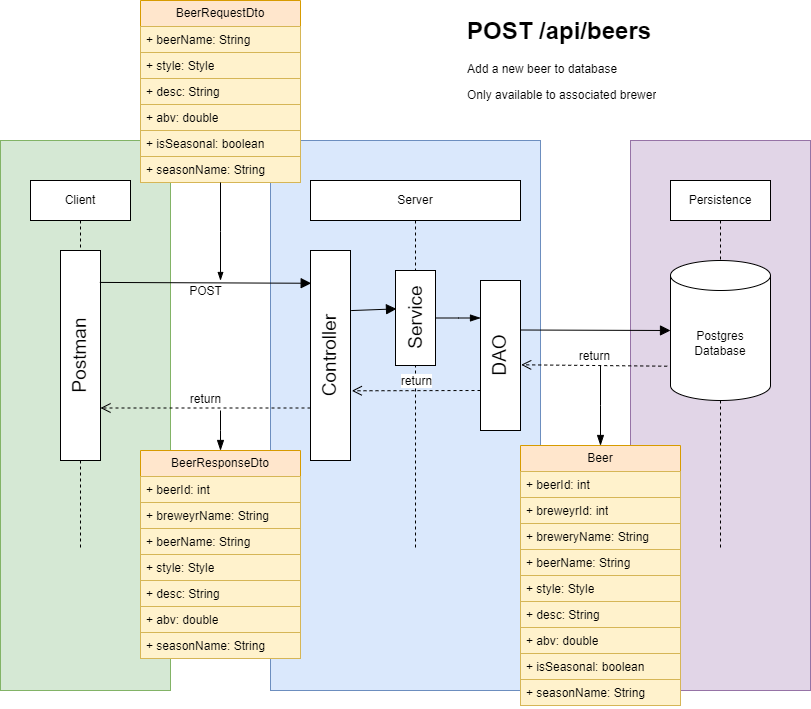 BeerRequestDto
+ beerName: String
+ style: Style
+ desc: String
+ abv: double
+ isSeasonal: boolean
+ seasonName: String
POST /api/beers
Add a new beer to database
Only available to associated brewer
Client
Server
Persistence
Postman
POST
Controller
Service
DAO
Postgres
Database
return
return
return
BeerResponseDto
+ beerId: int
+ breweyrName: String
+ beerName: String
+ style: Style
+ desc: String
+ abv: double
+ seasonName: String
Beer
+ beerId: int
+ breweyrId: int
+ breweryName: String
+ beerName: String
+ style: Style
+ desc: String
+ abv: double
+ isSeasonal: boolean
+ seasonName: String